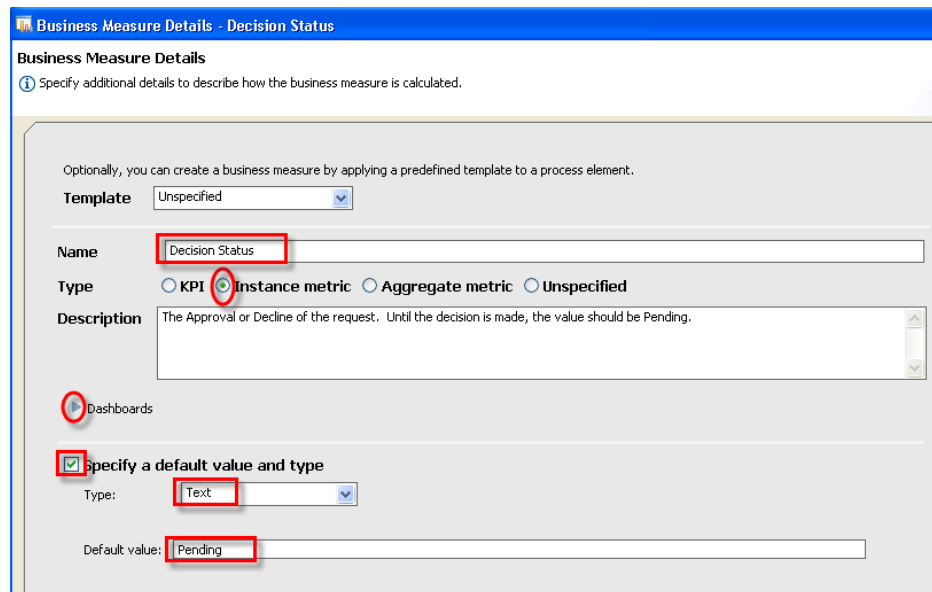 Business Measure Details - Decision Status
Business Measure Details
Specify additional details to describe how the business measure is calculated.
Optionally, you can create a business measure by applying a predefined template to a process element.
Template Unspecified
Name Decision Status
Type KPI Instance metric Aggregate metric Unspecified
Description The Approval or Decline of the request. Until the decision is made, the value should be Pending.
Dashboards
Specify a default value and type
Type: Text
Default value: Pending